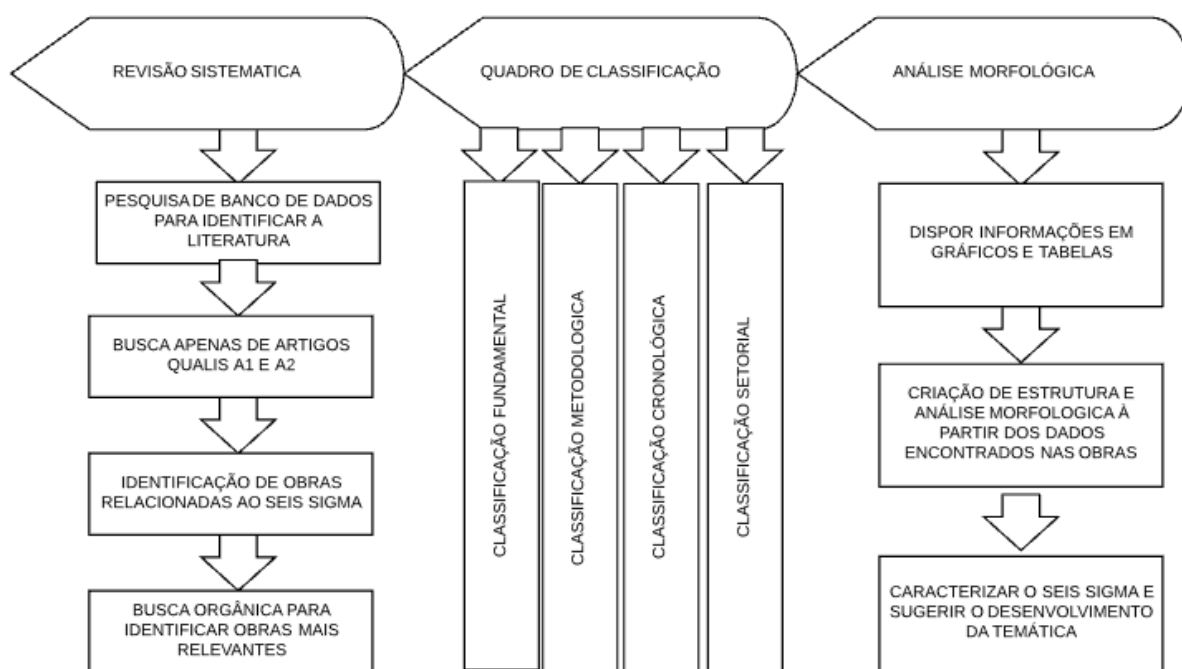 REVISÃO SISTEMATICA
PESQUISA DE BANCO DE DADOS
PARA IDENTIFICAR A
LITERATURA
BUSCA APENAS DE ARTIGOS
QUALIS A1 E A2
IDENTIFICAÇÃO DE OBRAS
RELACIONADAS AO SEIS SIGMA
BUSCA ORGÂNICA PARA
IDENTIFICAR OBRAS MAIS
RELEVANTES
QUADRO DE CLASSIFICAÇÃO
CLASSIFICAÇÃO FUNDAMENTAL
CLASSIFICAÇÃO METODOLOGICA
CLASSIFICAÇÃO CRONOLÓGICA
CLASSIFICAÇÃO SETORIAL
ANÁLISE MORFOLÓGICA
DISPOR INFORMAÇÕES EM
GRÁFICOS E TABELAS
CRIAÇÃO DE ESTRUTURA E
ANÁLISE MORFOLOGICA À
PARTIR DOS DADOS
ENCONTRADOS NAS OBRAS
CARACTERIZAR O SEIS SIGMA E
SUGERIR O DESENVOLVIMENTO
DA TEMÁTICA